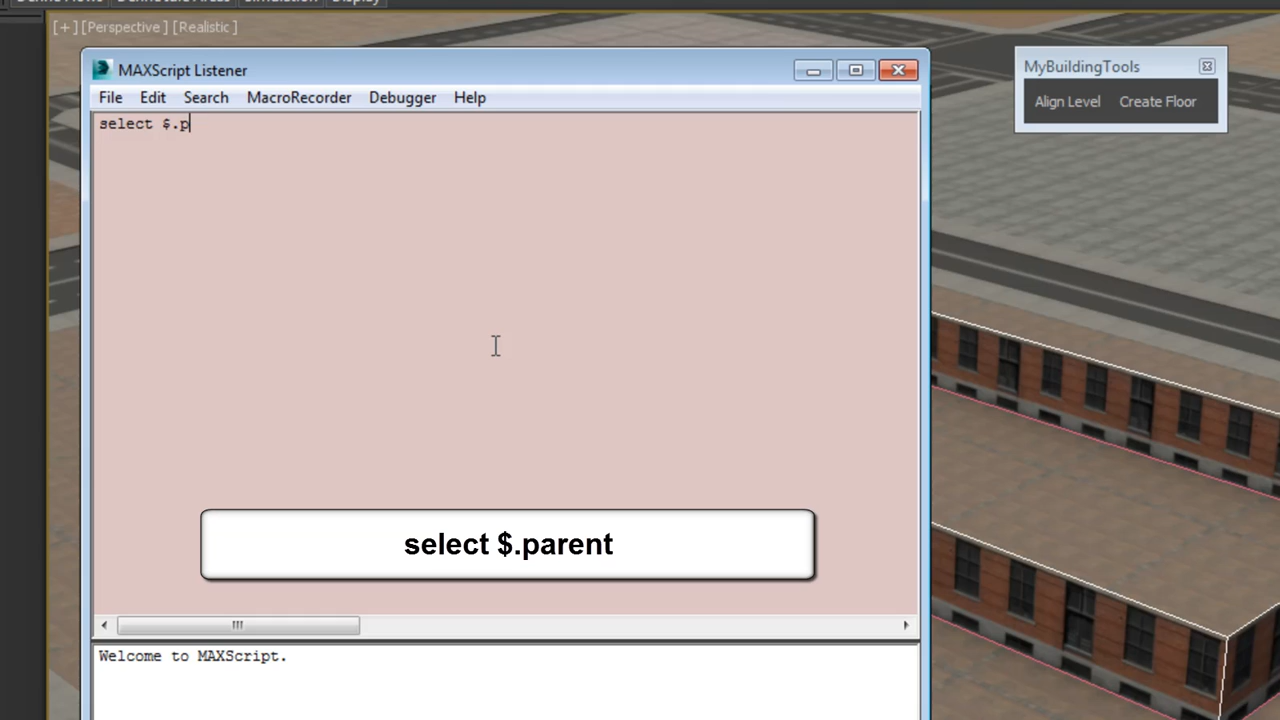 [+] [Perspective ] [Realistic ]
MAXScript Listener
File Edit Search MacroRecorder Debugger Help
select $.p
MyBuildingTools
Align Level Create Floor
select $.parent
Welcome to MAXScript.